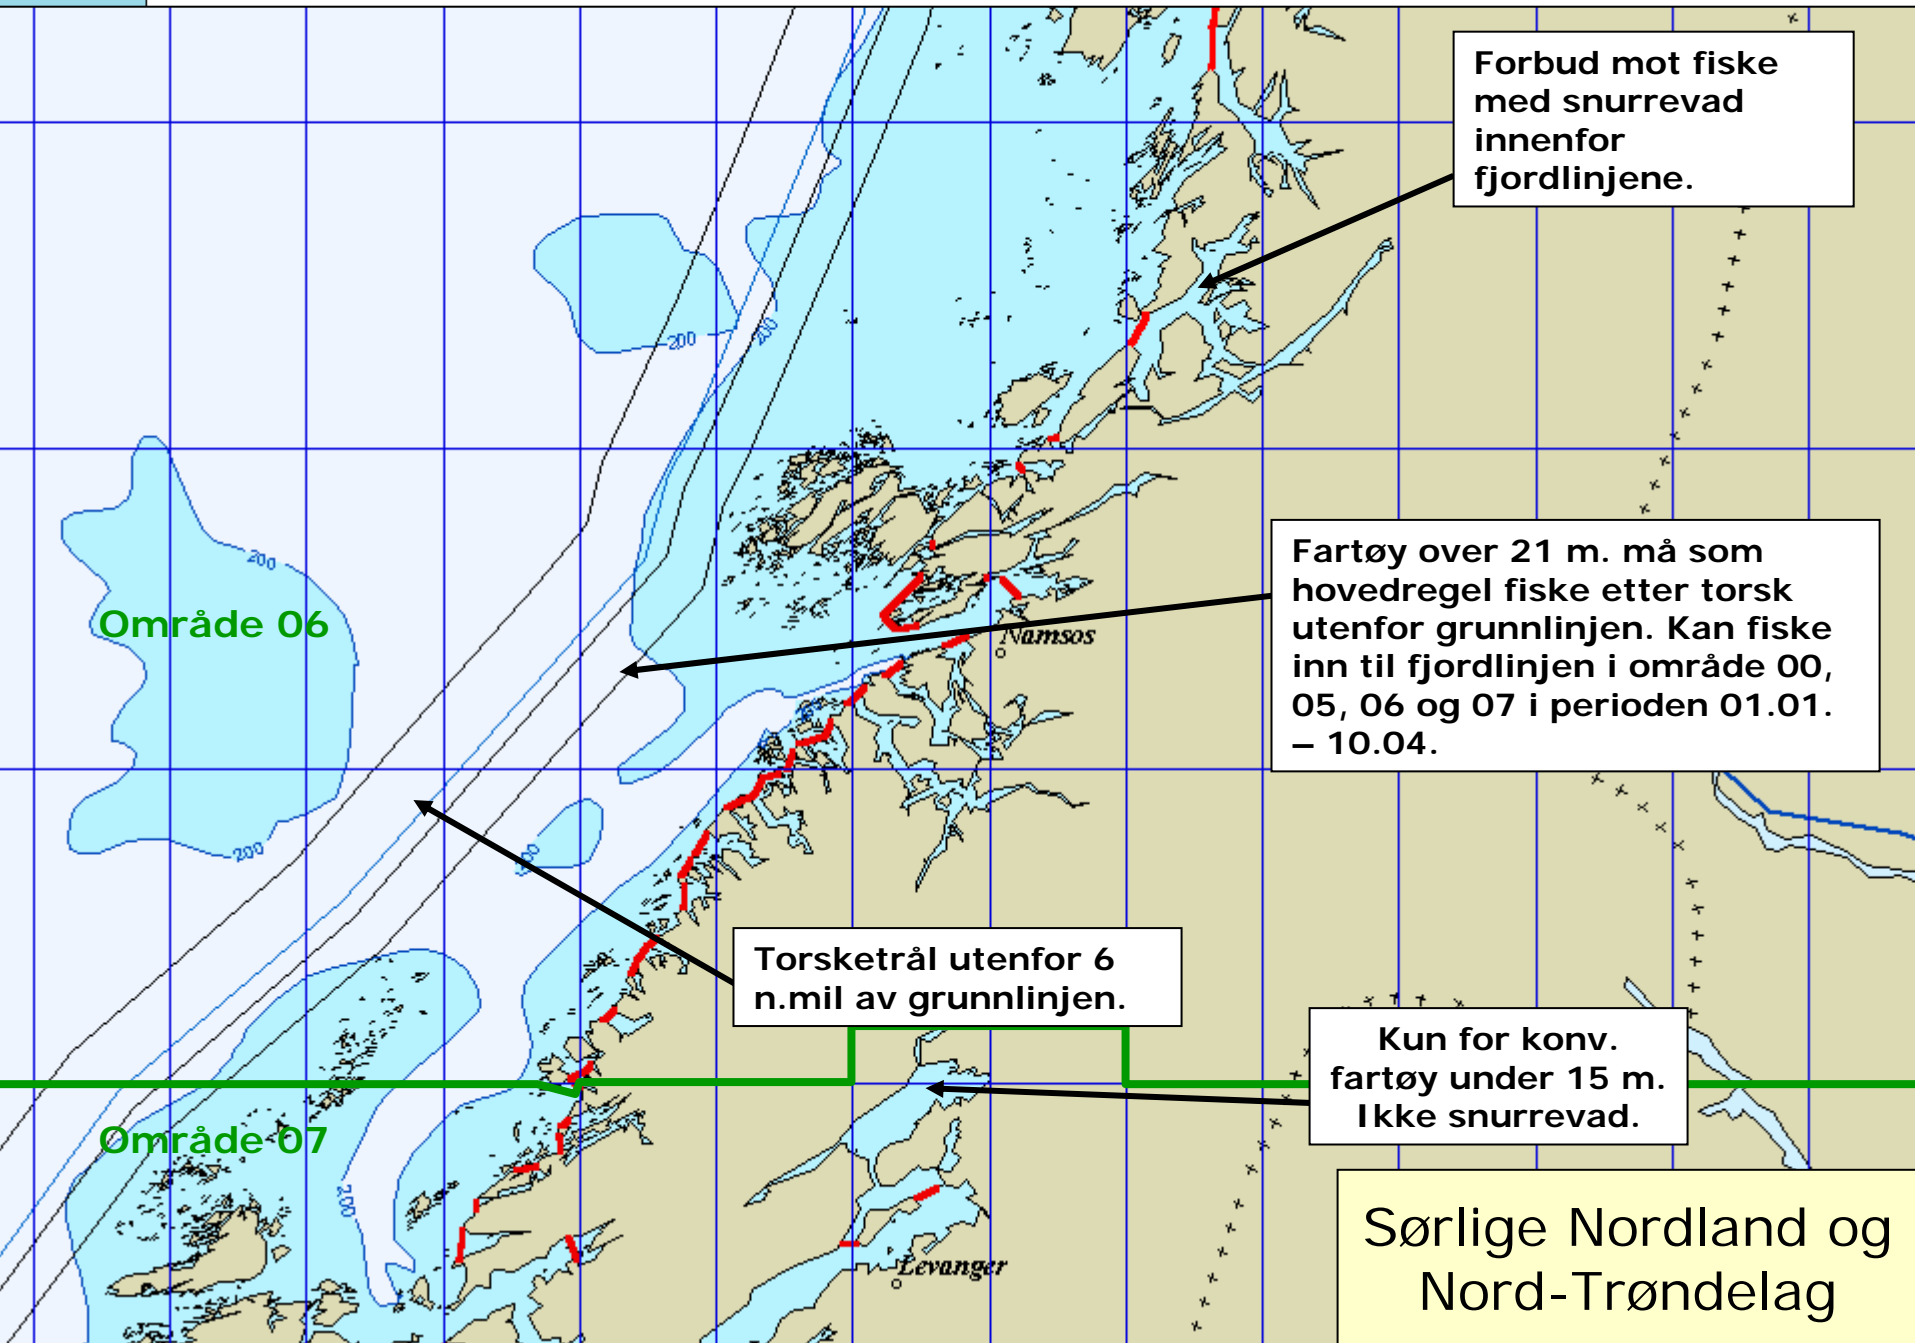 Forbud mot fiske
med snurrevad
innenfor
fjordlinjene.
200
200
200
Område 06
Fartøy over 21 m. må som
hovedregel fiske etter torsk
utenfor grunnlinjen. Kan fiske
inn til fjordlinjen i område 00,
05, 06 og 07 i perioden 01.01.
– 10.04.
Namsos
200
200
Torsketrål utenfor 6
n.mil av grunnlinjen.
Kun for konv.
fartøy under 15 m.
Ikke snurrevad.
Område 07
200
Levanger
Sørlige Nordland og
Nord-Trøndelag